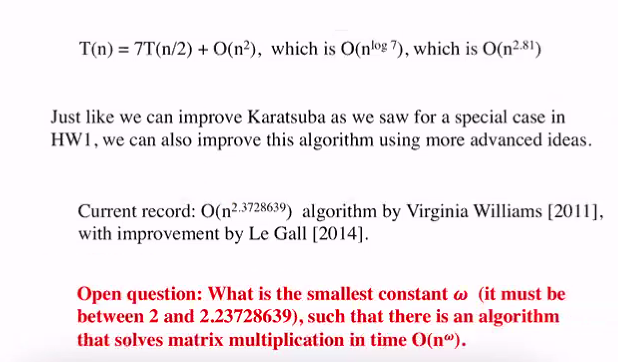 T(n) = 7T(n/2) + O(n²), which is O(n^log 7), which is O(n^2.81)
Just like we can improve Karatsuba as we saw for a special case in
HW1, we can also improve this algorithm using more advanced ideas.
Current record: O(n^2.3728639) algorithm by Virginia Williams [2011],
with improvement by Le Gall [2014].
Open question: What is the smallest constant ω (it must be
between 2 and 2.23728639), such that there is an algorithm
that solves matrix multiplication in time O(n^ω).